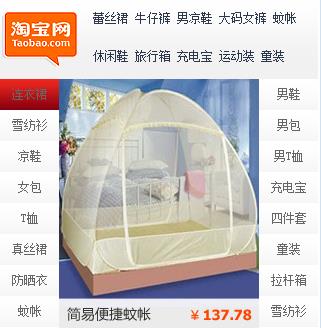 淘宝网
Taobao.com
蕾丝裙 牛仔裤 男凉鞋 大码女裤 蚊帐
休闲鞋 旅行箱 充电宝 运动装 童装
连衣裙
雪纺衫
凉鞋
女包
T恤
真丝裙
防晒衣
蚊帐
简易便捷蚊帐 ￥137.78
男鞋
男包
男T恤
充电宝
四件套
童装
拉杆箱
雪纺衫